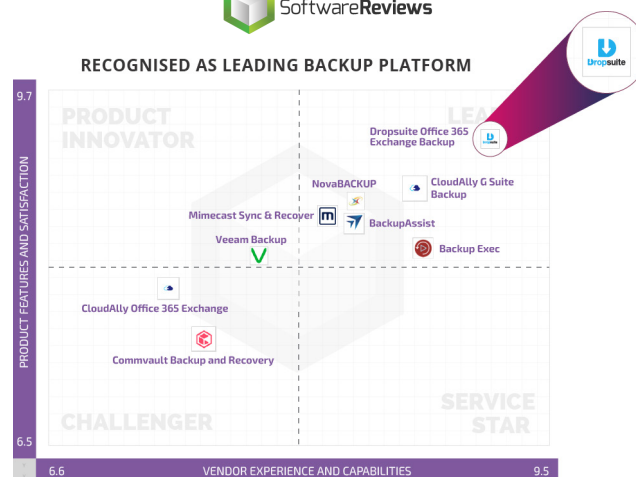 SoftwareReviews
RECOGNISED AS LEADING BACKUP PLATFORM
Dropsuite
9.7
PRODUCT
INNOVATOR
Dropsuite Office 365
Exchange Backup
Dropsuite
NovaBACKUP
CloudAlly G Suite
Backup
Mimecast Sync & Recover
m
BackupAssist
Veeam Backup
Backup Exec
CloudAlly Office 365 Exchange
Commvault Backup and Recovery
PRODUCT FEATURES AND SATISFACTION
CHALLENGER
SERVICE
STAR
6.5
6.6
VENDOR EXPERIENCE AND CAPABILITIES
9.5